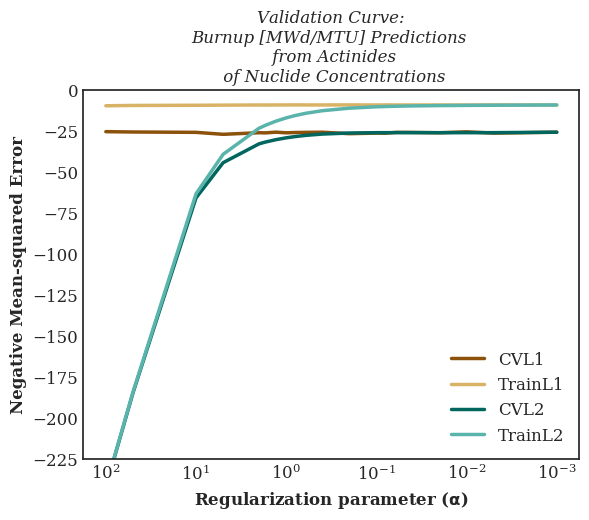 Validation Curve:
Burnup [MWd/MTU] Predictions
from Actinides
of Nuclide Concentrations
Negative Mean-squared Error
0
−25
−50
−75
−100
−125
−150
−175
−200
−225
10² 10¹ 10⁰ 10⁻¹ 10⁻² 10⁻³
Regularization parameter (α)
CVL1
TrainL1
CVL2
TrainL2